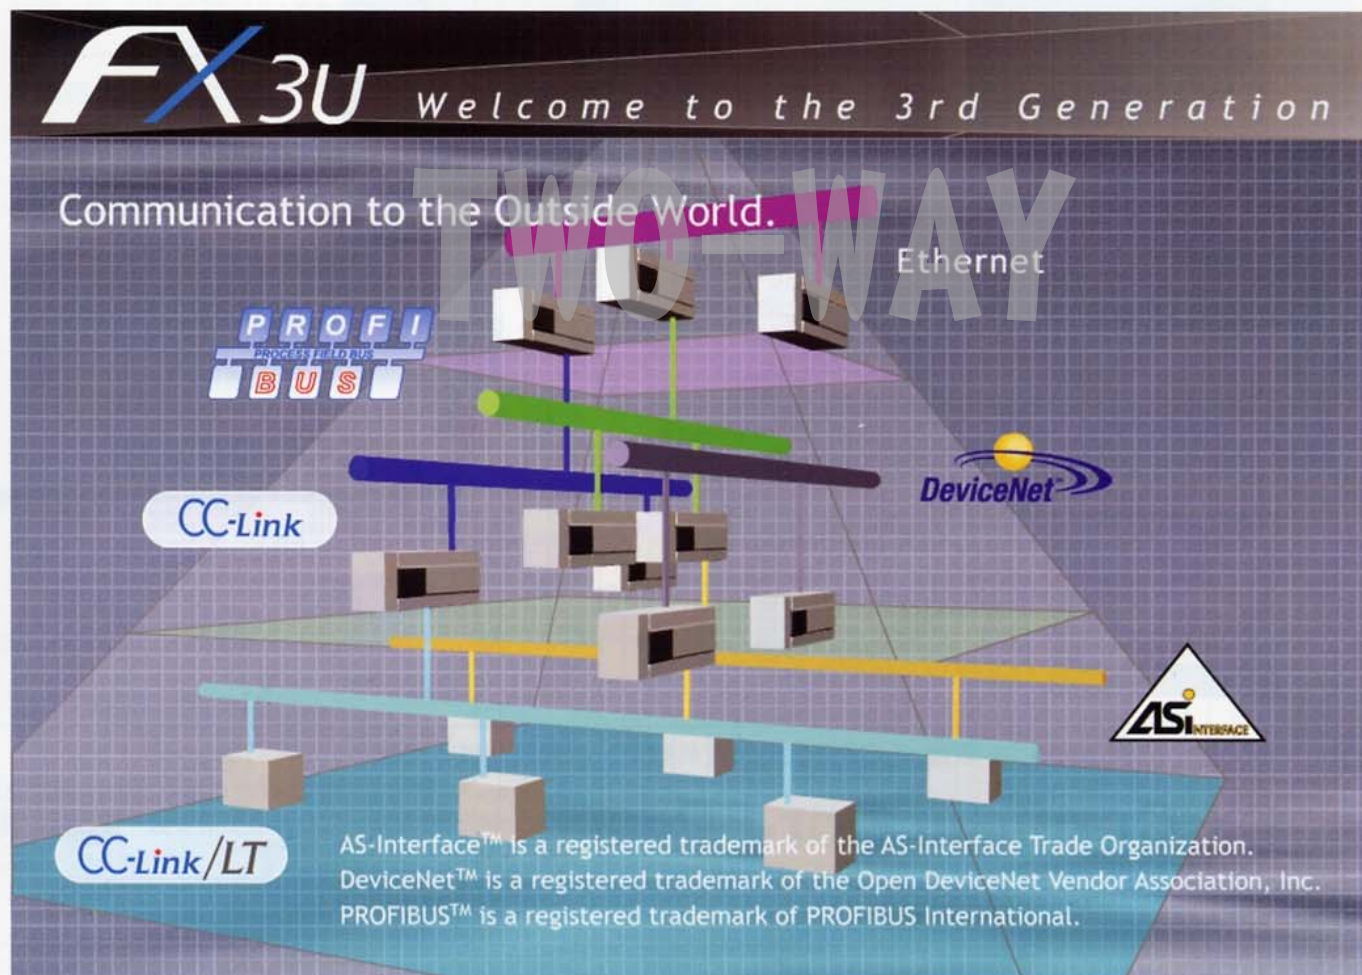 FX3U Welcome to the 3rd Generation
TWO-WAY
Communication to the Outside World.
Ethernet
PROFI
PROCESS FIELD BUS
BUS
DeviceNet™
CC-Link
ASi INTERFACE
CC-Link/LT
AS-Interface™ is a registered trademark of the AS-Interface Trade Organization.
DeviceNet™ is a registered trademark of the Open DeviceNet Vendor Association, Inc.
PROFIBUS™ is a registered trademark of PROFIBUS International.